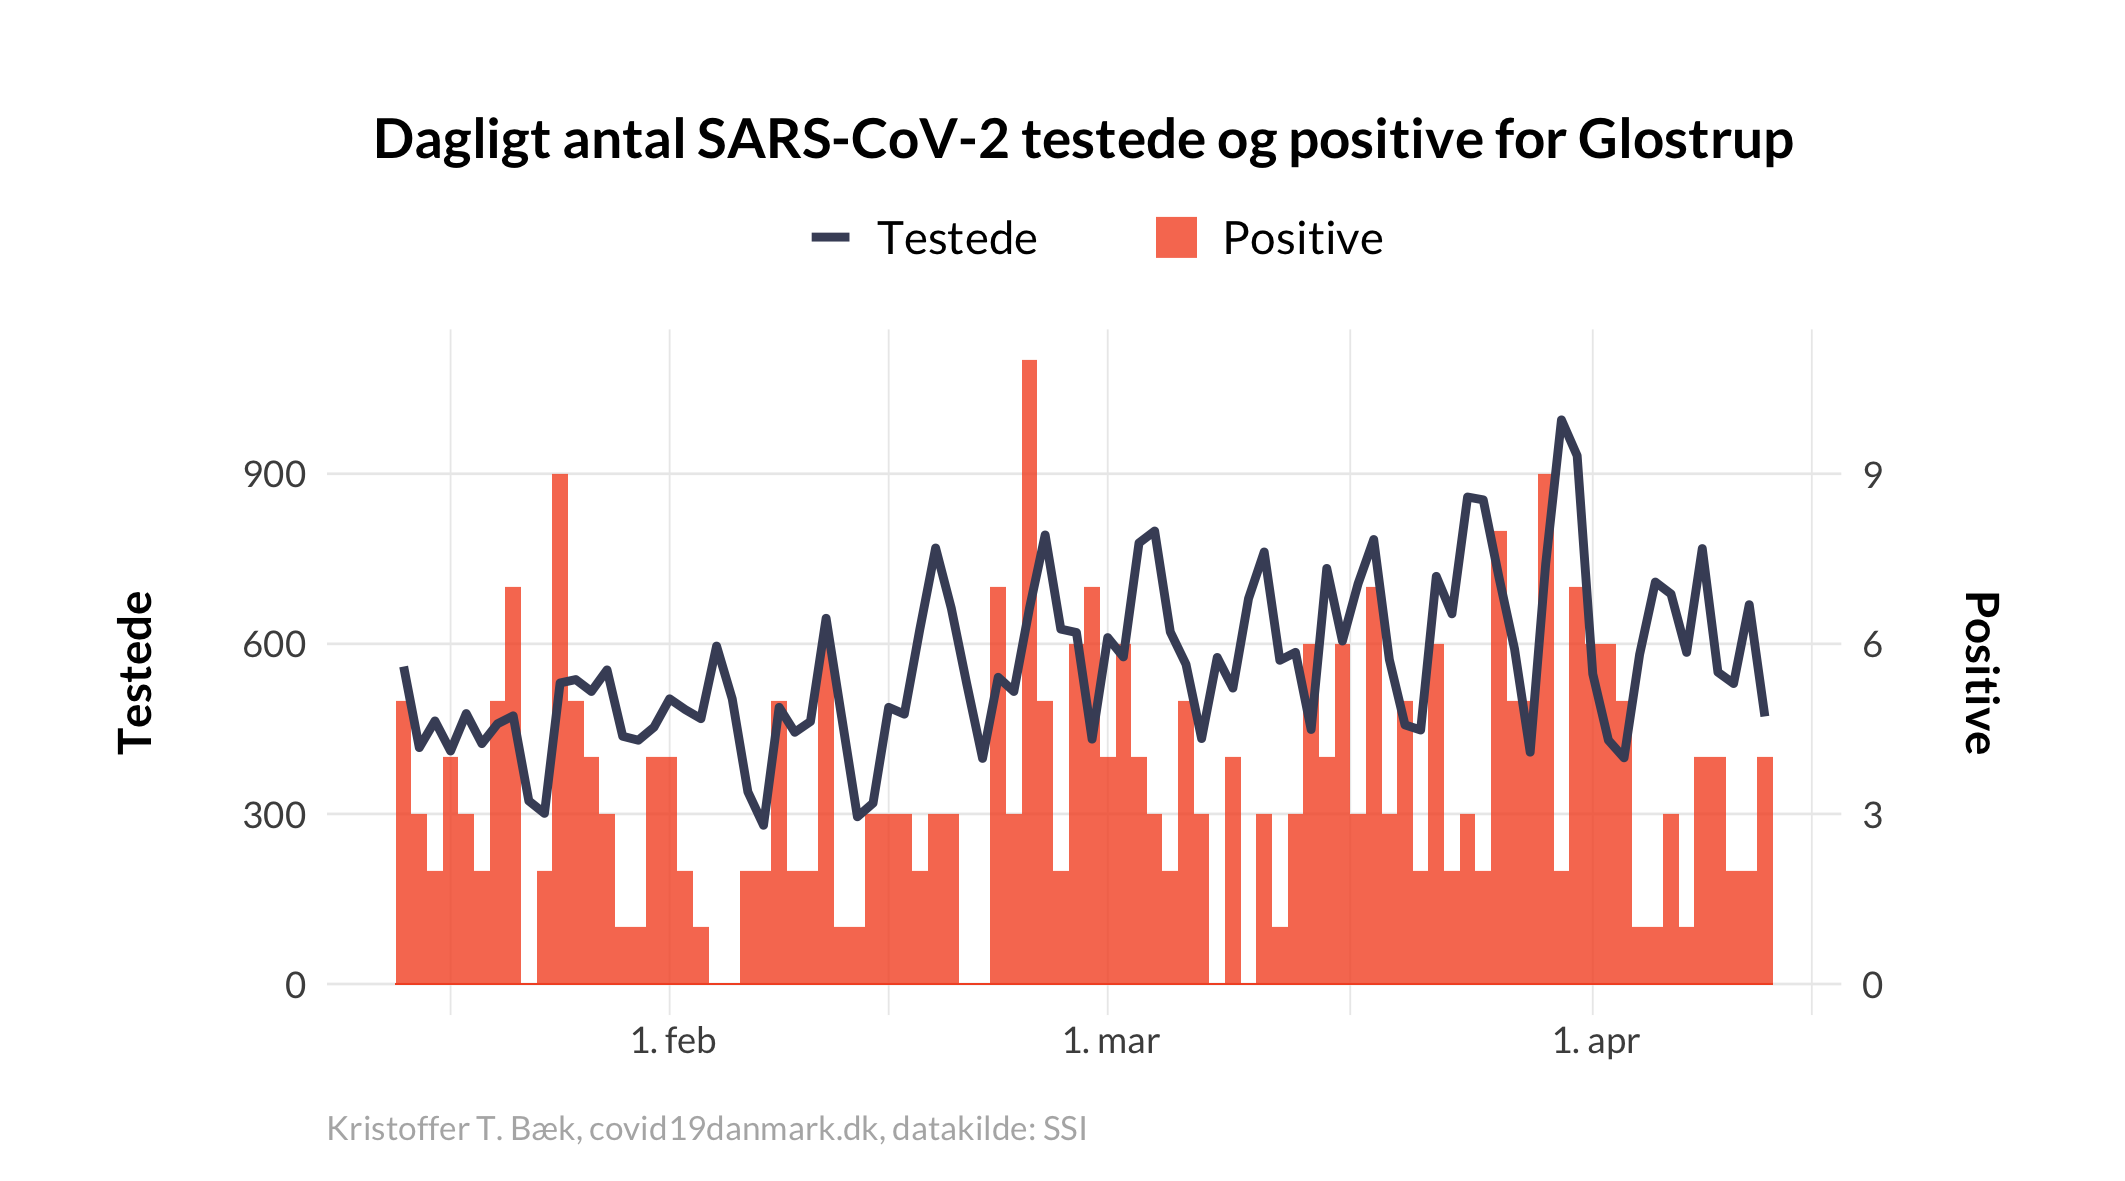 Dagligt antal SARS-CoV-2 testede og positive for Glostrup
Testede Positive
Testede
900
600
300
0
9
6
3
0
Positive
1. feb 1. mar 1. apr
Kristoffer T. Bæk, covid19danmark.dk, datakilde: SSI